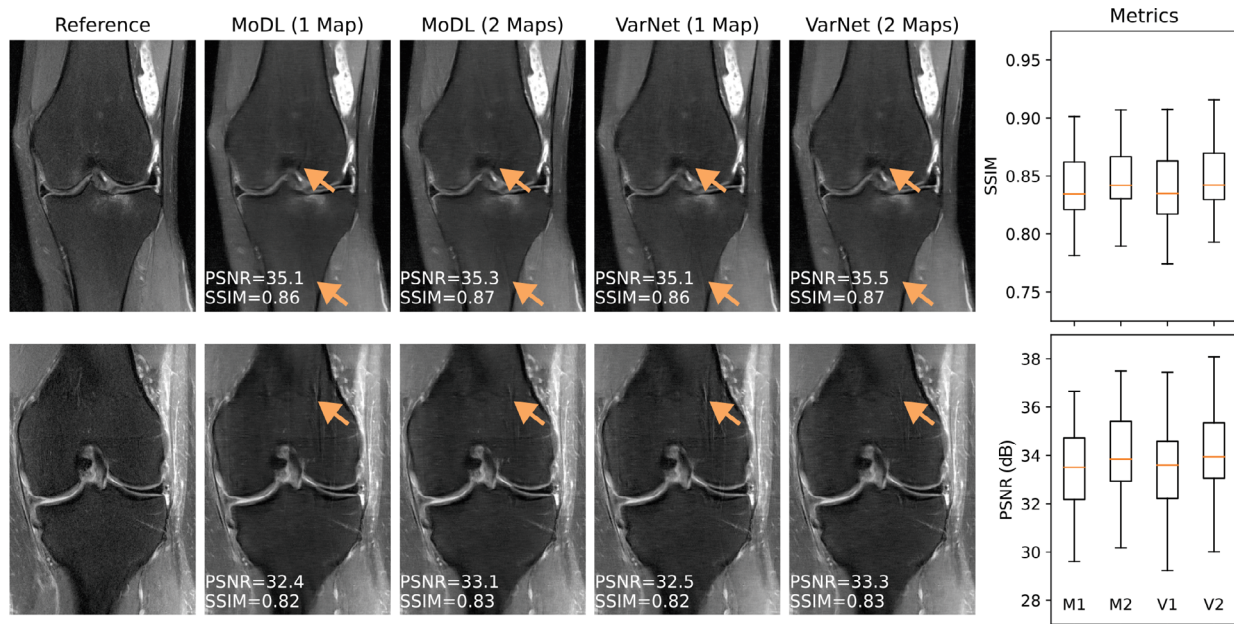 Reference
MoDL (1 Map)
MoDL (2 Maps)
VarNet (1 Map)
VarNet (2 Maps)
Metrics
PSNR=35.1
SSIM=0.86
PSNR=35.3
SSIM=0.87
PSNR=35.1
SSIM=0.86
PSNR=35.5
SSIM=0.87
SSIM
0.95
0.90
0.85
0.80
0.75
PSNR=32.4
SSIM=0.82
PSNR=33.1
SSIM=0.83
PSNR=32.5
SSIM=0.82
PSNR=33.3
SSIM=0.83
PSNR (dB)
38
36
34
32
30
28
M1
M2
V1
V2